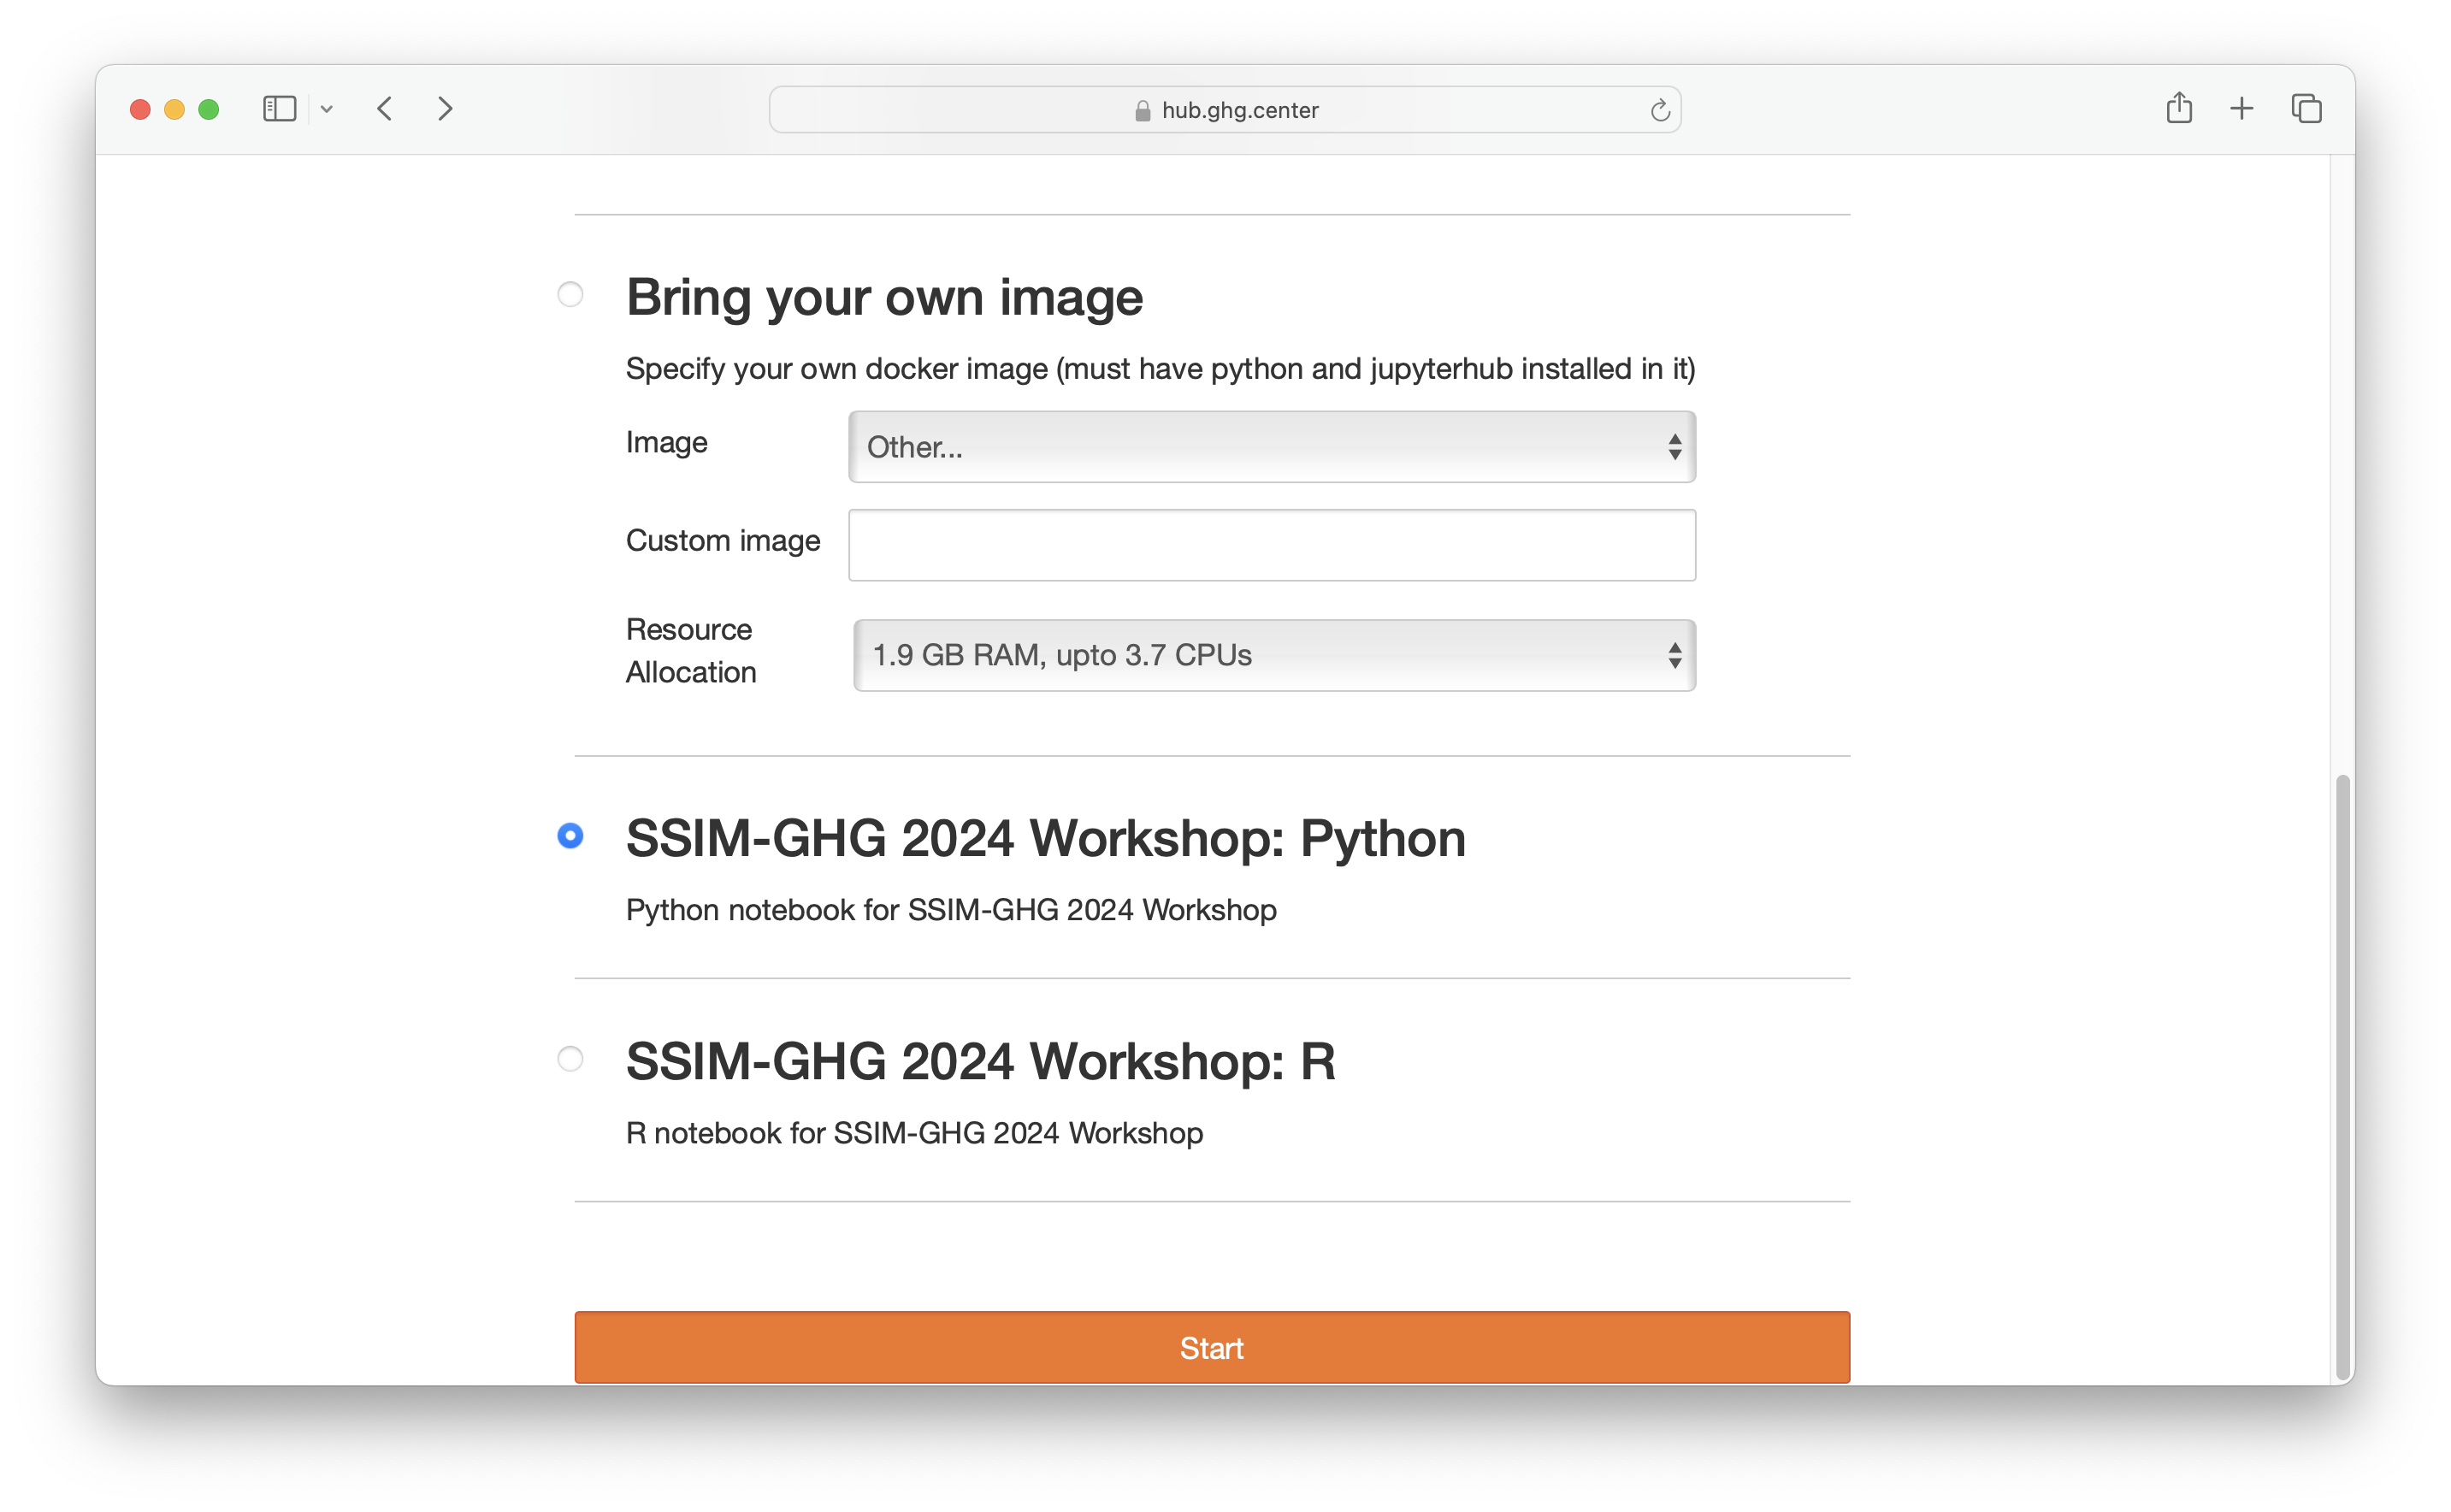 hub.ghg.center
Bring your own image
Specify your own docker image (must have python and jupyterhub installed in it)
Image
Other...
Custom image
Resource
Allocation
1.9 GB RAM, upto 3.7 CPUs
SSIM-GHG 2024 Workshop: Python
Python notebook for SSIM-GHG 2024 Workshop
SSIM-GHG 2024 Workshop: R
R notebook for SSIM-GHG 2024 Workshop
Start